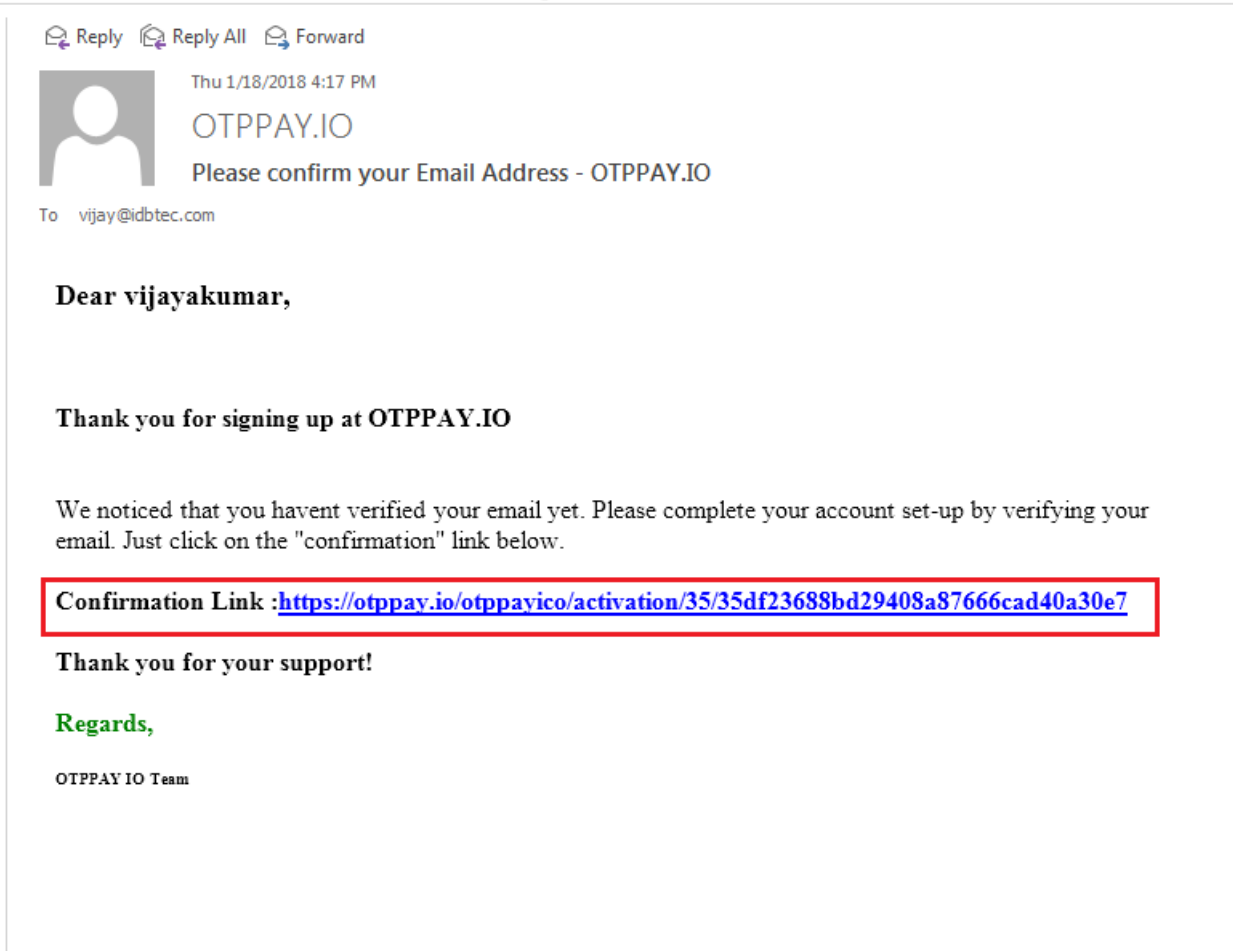 Reply Reply All Forward
Thu 1/18/2018 4:17 PM
OTPPAY.IO
Please confirm your Email Address - OTPPAY.IO
To vijay@idbtec.com
Dear vijayakumar,
Thank you for signing up at OTPPAY.IO
We noticed that you havent verified your email yet. Please complete your account set-up by verifying your
email. Just click on the "confirmation" link below.
Confirmation Link :https://otppay.io/otppayico/activation/35/35df23688bd29408a87666cad40a30e7
Thank you for your support!
Regards,
OTPPAY IO Team